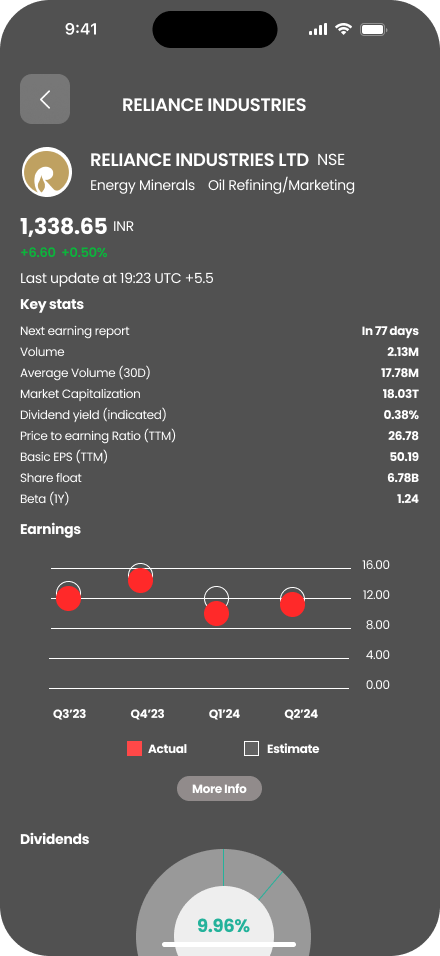 9:41
RELIANCE INDUSTRIES
RELIANCE INDUSTRIES LTD NSE
Energy Minerals Oil Refining/Marketing
1,338.65 INR
+6.60 +0.50%
Last update at 19:23 UTC +5.5
Key stats
Next earning report In 77 days
Volume 2.13M
Average Volume (30D) 17.78M
Market Capitalization 18.03T
Dividend yield (indicated) 0.38%
Price to earning Ratio (TTM) 26.78
Basic EPS (TTM) 50.19
Share float 6.78B
Beta (1Y) 1.24
Earnings
16.00
12.00
8.00
4.00
0.00
Q3'23 Q4'23 Q1'24 Q2'24
Actual Estimate
More Info
Dividends
9.96%